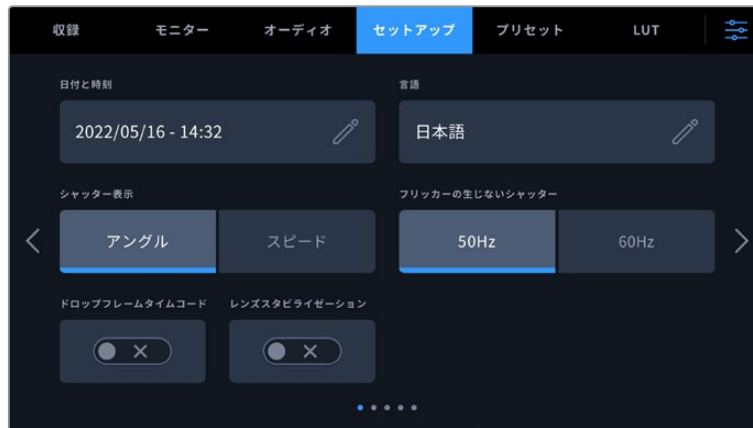 収録 モニター オーディオ セットアップ プリセット LUT
日付と時刻 言語
2022/05/16 - 14:32 日本語
シャッター表示 フリッカーの生じないシャッター
アングル スピード 50Hz 60Hz
ドロップフレームタイムコード レンズスタビライゼーション